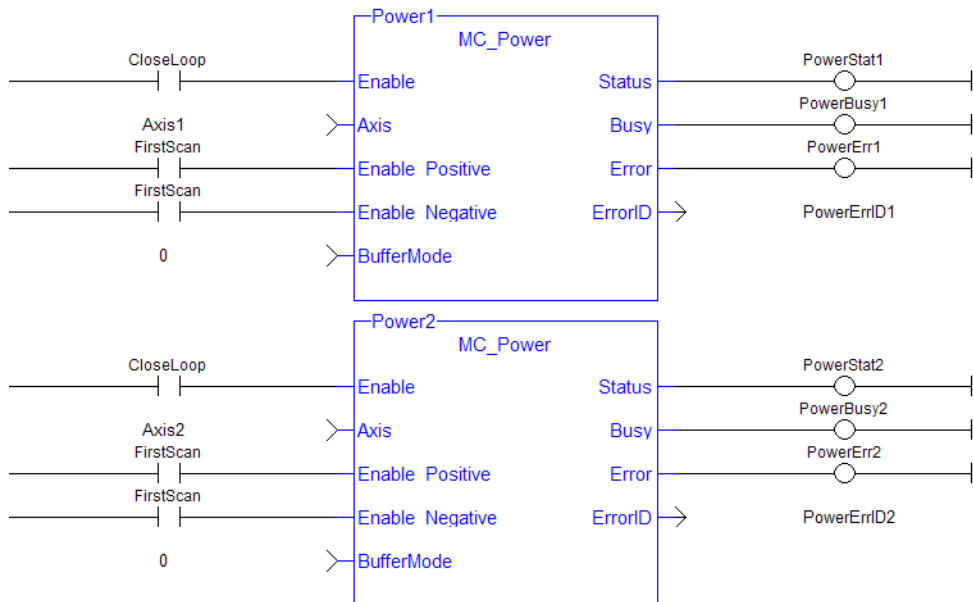 Power1
MC_Power
CloseLoop
Enable
Status
PowerStat1
Axis1
Axis
Busy
PowerBusy1
FirstScan
Enable Positive
Error
PowerErr1
FirstScan
Enable Negative
ErrorID
PowerErrID1
0
BufferMode
Power2
MC_Power
CloseLoop
Enable
Status
PowerStat2
Axis2
Axis
Busy
PowerBusy2
FirstScan
Enable Positive
Error
PowerErr2
FirstScan
Enable Negative
ErrorID
PowerErrID2
0
BufferMode